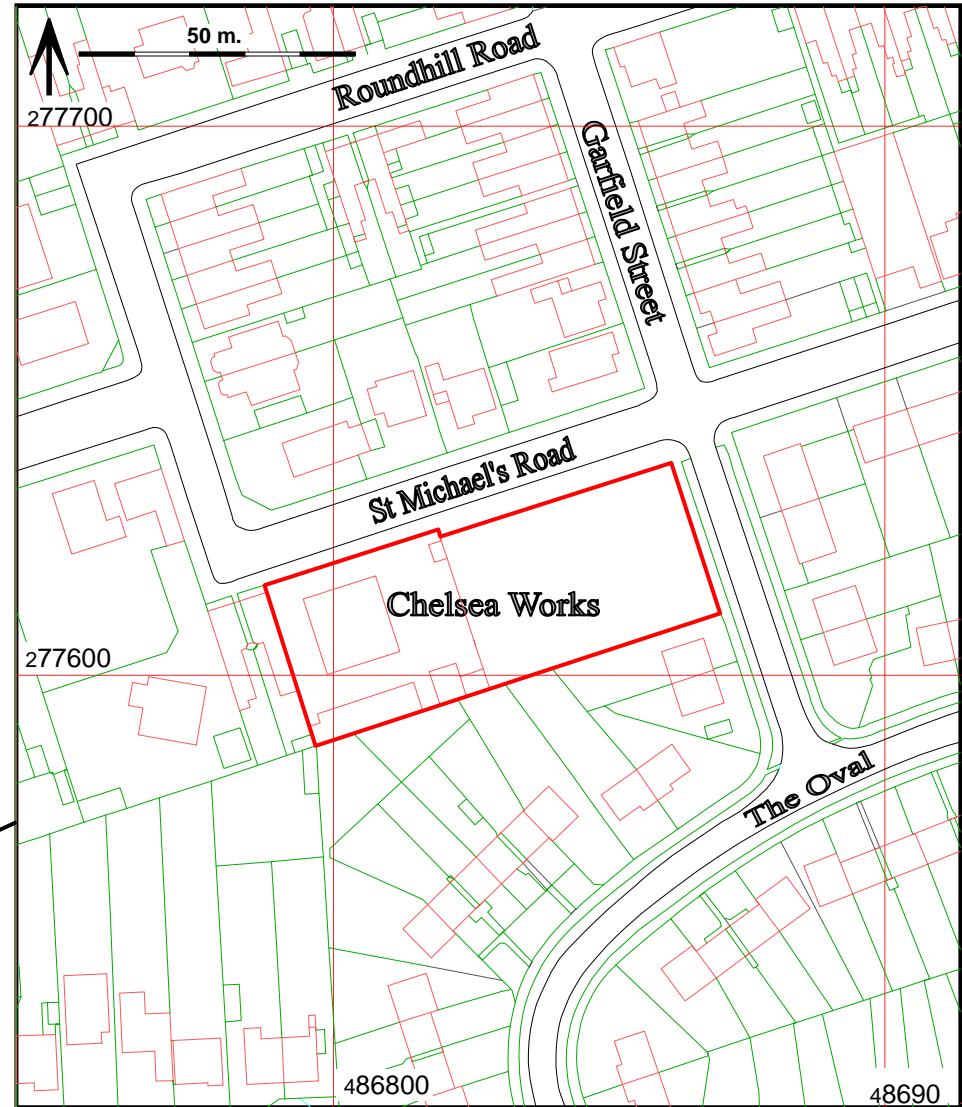 50 m.
Roundhill Road
277700
Garfield Street
St Michael's Road
Chelsea Works
277600
The Oval
486800
48690